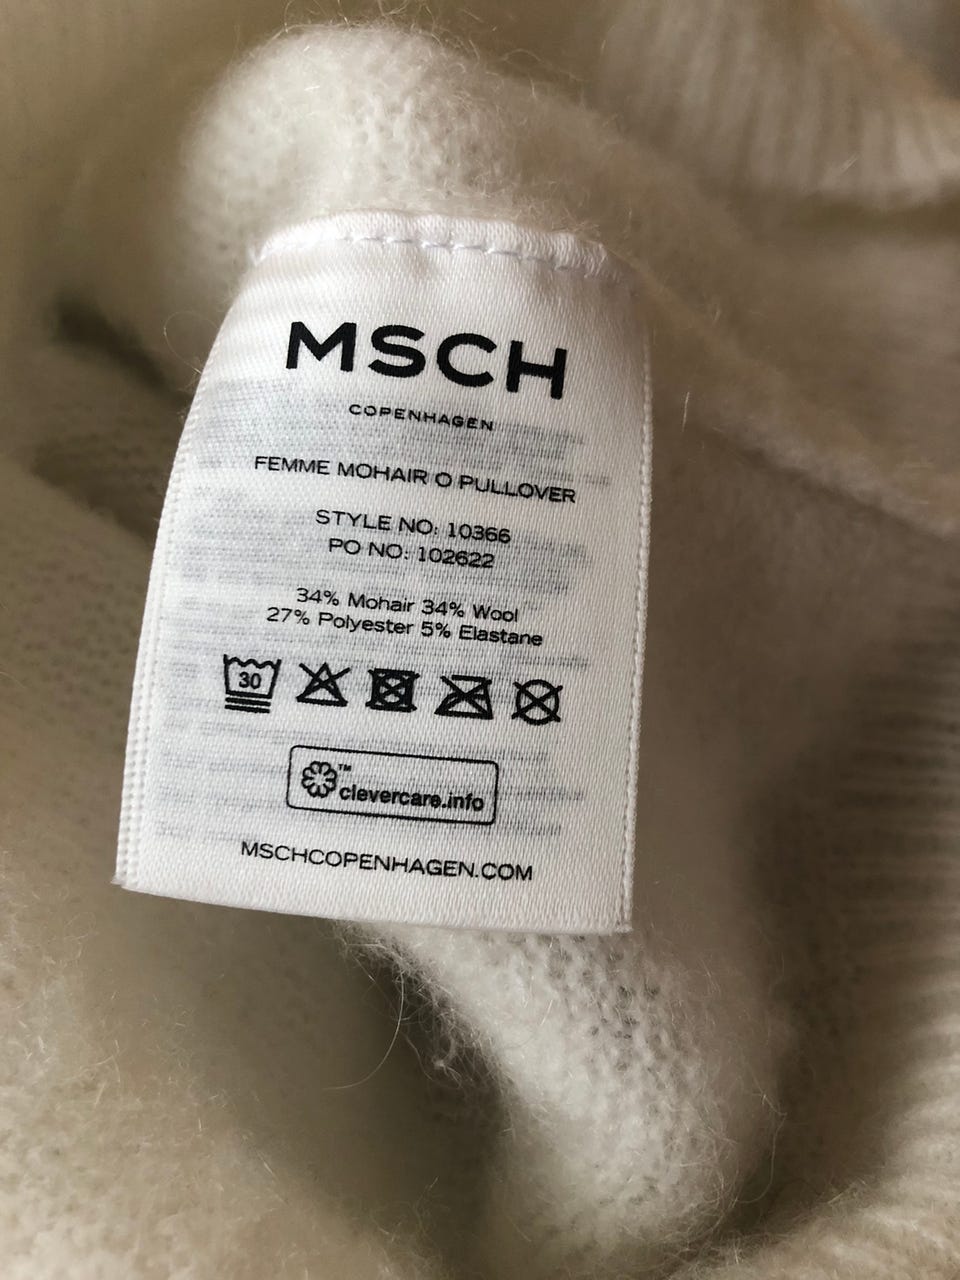 MSCH
COPENHAGEN
FEMME MOHAIR O PULLOVER
STYLE NO: 10366
PO NO: 102622
34% Mohair 34% Wool
27% Polyester 5% Elastane
30
™
clevercare.info
MSCHCOPENHAGEN.COM